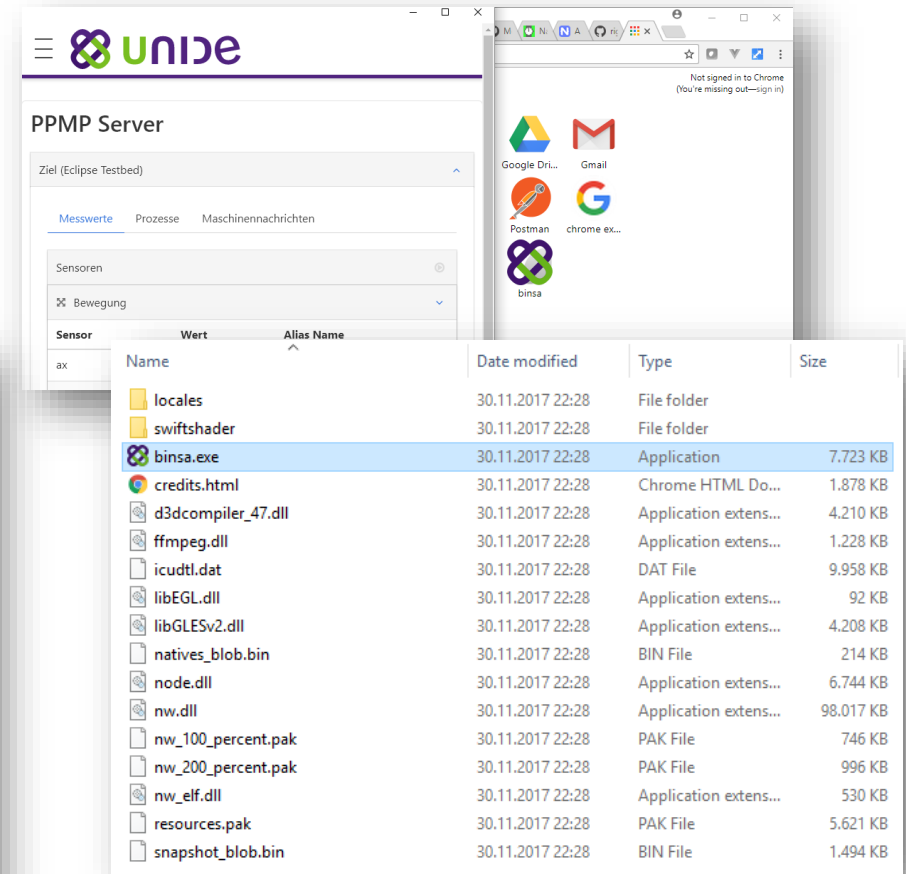 UNIDE
PPMP Server
Ziel (Eclipse Testbed)
Messwerte Prozesse Maschinennachrichten
Sensoren
Bewegung
Sensor Wert Alias Name
ax
M N A
Not signed in to Chrome
(You're missing out—sign in)
Google Dri... Gmail
Postman chrome ex...
binsa
Name Date modified Type Size
locales 30.11.2017 22:28 File folder
swiftshader 30.11.2017 22:28 File folder
binsa.exe 30.11.2017 22:28 Application 7.723 KB
credits.html 30.11.2017 22:28 Chrome HTML Do... 1.878 KB
d3dcompiler_47.dll 30.11.2017 22:28 Application extens... 4.210 KB
ffmpeg.dll 30.11.2017 22:28 Application extens... 1.228 KB
icudtl.dat 30.11.2017 22:28 DAT File 9.958 KB
libEGL.dll 30.11.2017 22:28 Application extens... 92 KB
libGLESv2.dll 30.11.2017 22:28 Application extens... 4.208 KB
natives_blob.bin 30.11.2017 22:28 BIN File 214 KB
node.dll 30.11.2017 22:28 Application extens... 6.744 KB
nw.dll 30.11.2017 22:28 Application extens... 98.017 KB
nw_100_percent.pak 30.11.2017 22:28 PAK File 746 KB
nw_200_percent.pak 30.11.2017 22:28 PAK File 996 KB
nw_elf.dll 30.11.2017 22:28 Application extens... 530 KB
resources.pak 30.11.2017 22:28 PAK File 5.621 KB
snapshot_blob.bin 30.11.2017 22:28 BIN File 1.494 KB